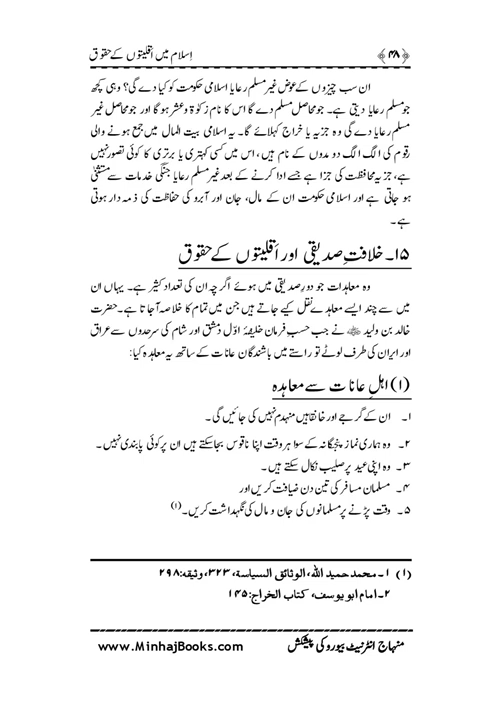 ﴿۴۸﴾ اِسلام میں اَقلیتوں کے حقوق
ان سب چیزوں کے عوض غیر مسلم رعایا اسلامی حکومت کو کیا دے گی؟ وہی کچھ
جو مسلم رعایا دیتی ہے۔ جو محاصل مسلم دے گا اس کا نام زکوٰۃ و عشر ہوگا اور جو محاصل غیر
مسلم رعایا دے گی وہ جزیہ یا خراج کہلائے گا۔ یہ اسلامی بیت المال میں جمع ہونے والی
رقوم کی الگ الگ دو مدوں کے نام ہیں، اس میں کسی کہتری یا برتری کا کوئی تصور نہیں
ہے، جزیہ محافظت کی جزا ہے جسے ادا کرنے کے بعد غیر مسلم رعایا جنگی خدمات سے مستثنیٰ
ہو جاتی ہے اور اسلامی حکومت ان کے مال، جان اور آبرو کی حفاظت کی ذمہ دار ہوتی
ہے۔
۱۵۔ خلافتِ صدیقی اور اَقلیتوں کے حقوق
وہ معاہدات جو دورِ صدیقی میں ہوئے اگرچہ ان کی تعداد کثیر ہے۔ یہاں ان
میں سے چند ایسے معاہدے نقل کیے جاتے ہیں جن میں تمام کا خلاصہ آجاتا ہے۔ حضرت
خالد بن ولید ﷺ نے جب حسبِ فرمان خلیفۂ اوّل دمشق اور شام کی سرحدوں سے عراق
اور ایران کی طرف لوٹے تو راستے میں باشندگان عانات کے ساتھ یہ معاہدہ کیا:
(۱) اہلِ عانات سے معاہدہ
۱۔ ان کے گرجے اور خانقاہیں منہدم نہیں کی جائیں گی۔
۲۔ وہ ہماری نماز پنجگانہ کے سوا ہر وقت اپنا ناقوس بجا سکتے ہیں ان پر کوئی پابندی نہیں۔
۳۔ وہ اپنی عید پر صلیب نکال سکتے ہیں۔
۴۔ مسلمان مسافر کی تین دن ضیافت کریں اور
۵۔ وقت پڑنے پر مسلمانوں کی جان و مال کی نگہداشت کریں۔(۱)
(۱) ۱۔ محمد حمید الله، الوثائق السياسة، ۳۲۳، وثیقہ: ۲۹۸
۲۔ امام ابو یوسف، کتاب الخراج: ۱۴۵
منہاج انٹرنیٹ بیورو کی پیشکش www.MinhajBooks.com